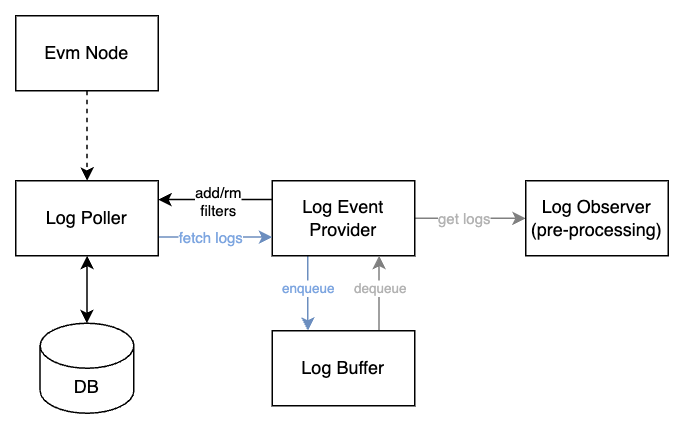 Evm Node
Log Poller
add/rm
filters
fetch logs
Log Event
Provider
get logs
Log Observer
(pre-processing)
enqueue
dequeue
DB
Log Buffer